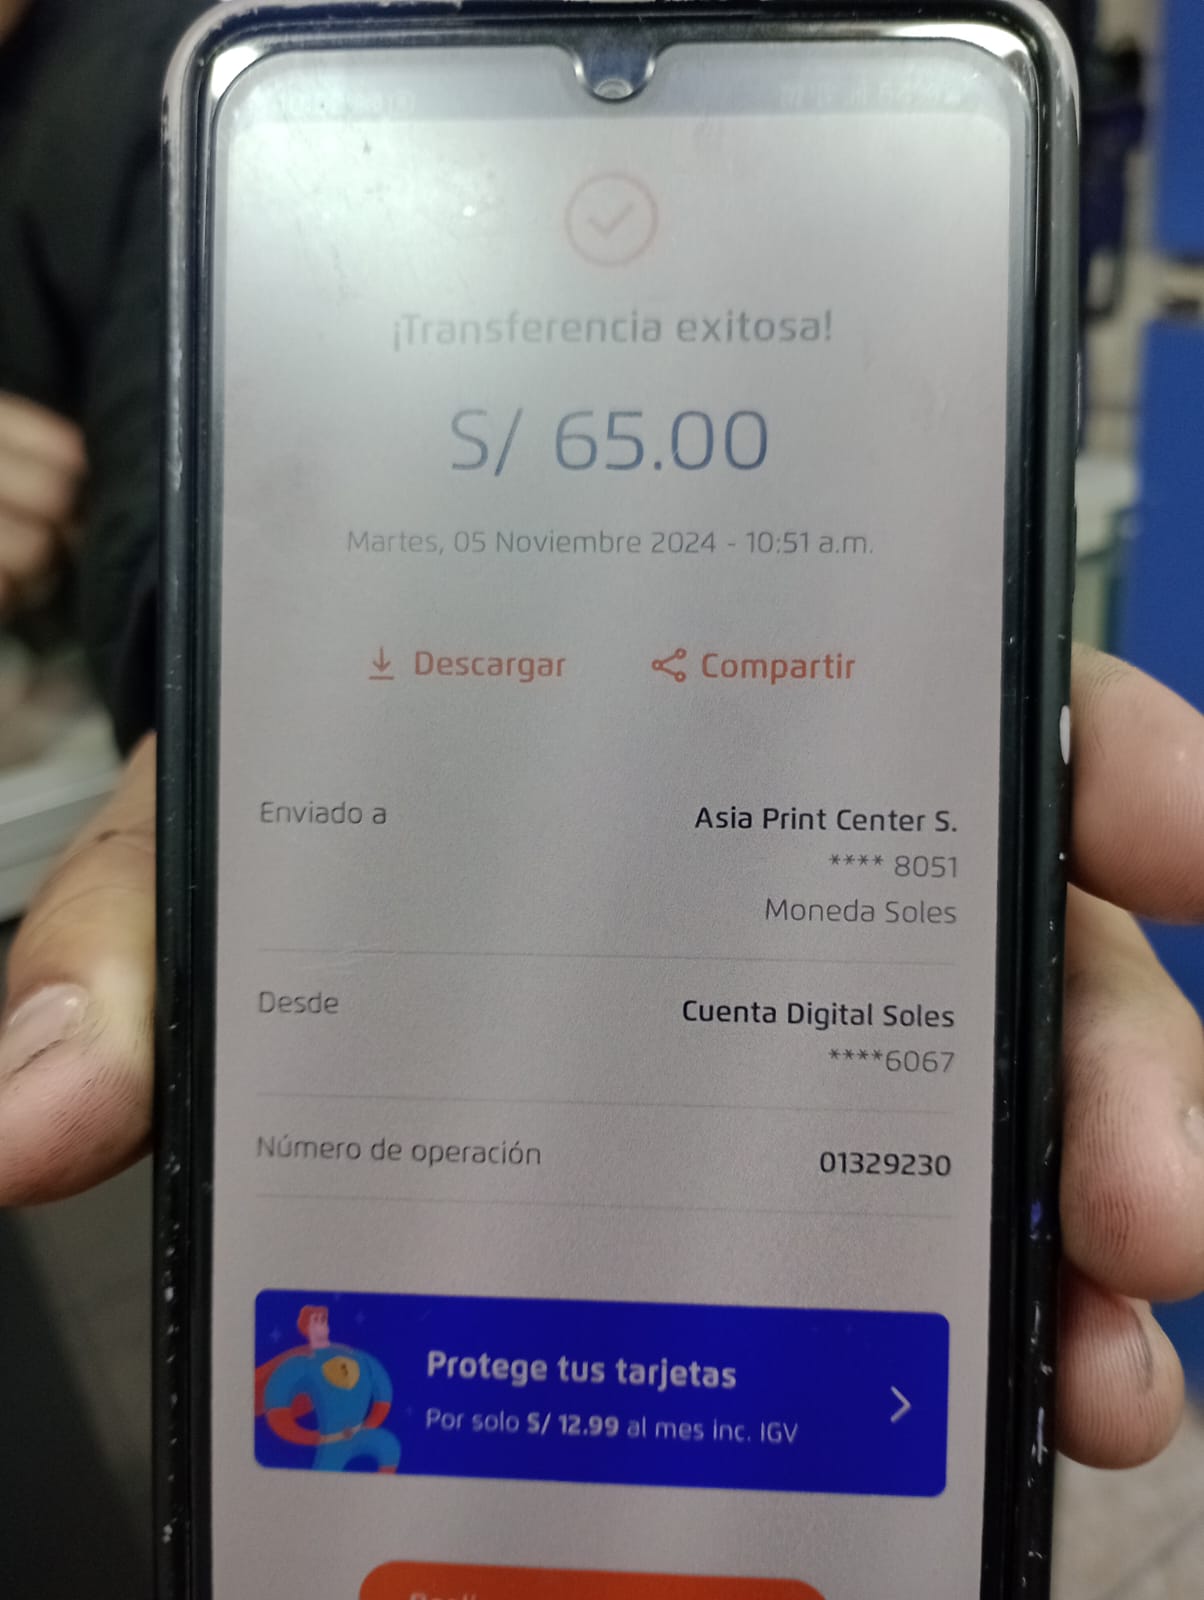 ¡Transferencia exitosa!
S/ 65.00
Martes, 05 Noviembre 2024 - 10:51 a.m.
Descargar
Compartir
Enviado a
Asia Print Center S.
**** 8051
Moneda Soles
Desde
Cuenta Digital Soles
****6067
Número de operación
01329230
Protege tus tarjetas
Por solo S/ 12.99 al mes inc. IGV